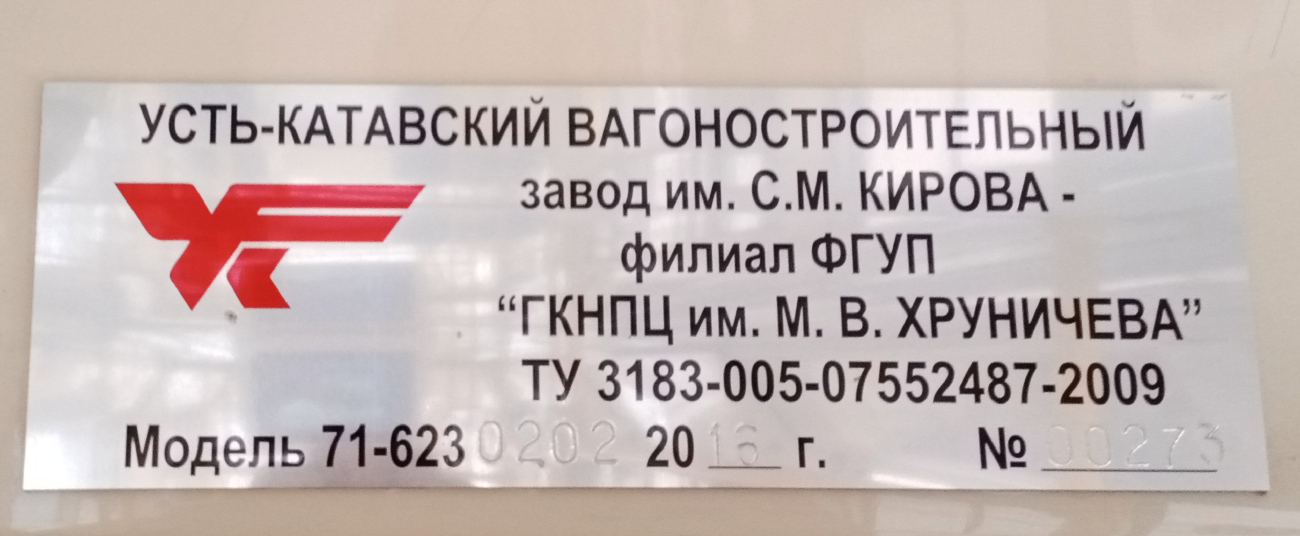 УСТЬ-КАТАВСКИЙ ВАГОНОСТРОИТЕЛЬНЫЙ
завод им. С.М. КИРОВА -
филиал ФГУП
“ГКНПЦ им. М. В. ХРУНИЧЕВА”
ТУ 3183-005-07552487-2009
Модель 71-623 0202 2016 г. № 00273